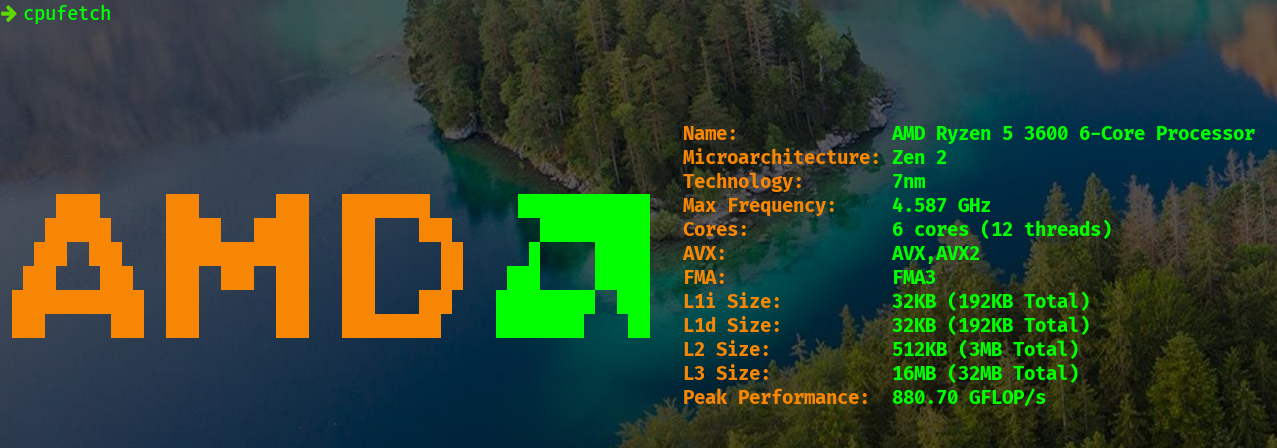 ➜ cpufetch
AMD
Name: AMD Ryzen 5 3600 6-Core Processor
Microarchitecture: Zen 2
Technology: 7nm
Max Frequency: 4.587 GHz
Cores: 6 cores (12 threads)
AVX: AVX,AVX2
FMA: FMA3
L1i Size: 32KB (192KB Total)
L1d Size: 32KB (192KB Total)
L2 Size: 512KB (3MB Total)
L3 Size: 16MB (32MB Total)
Peak Performance: 880.70 GFLOP/s